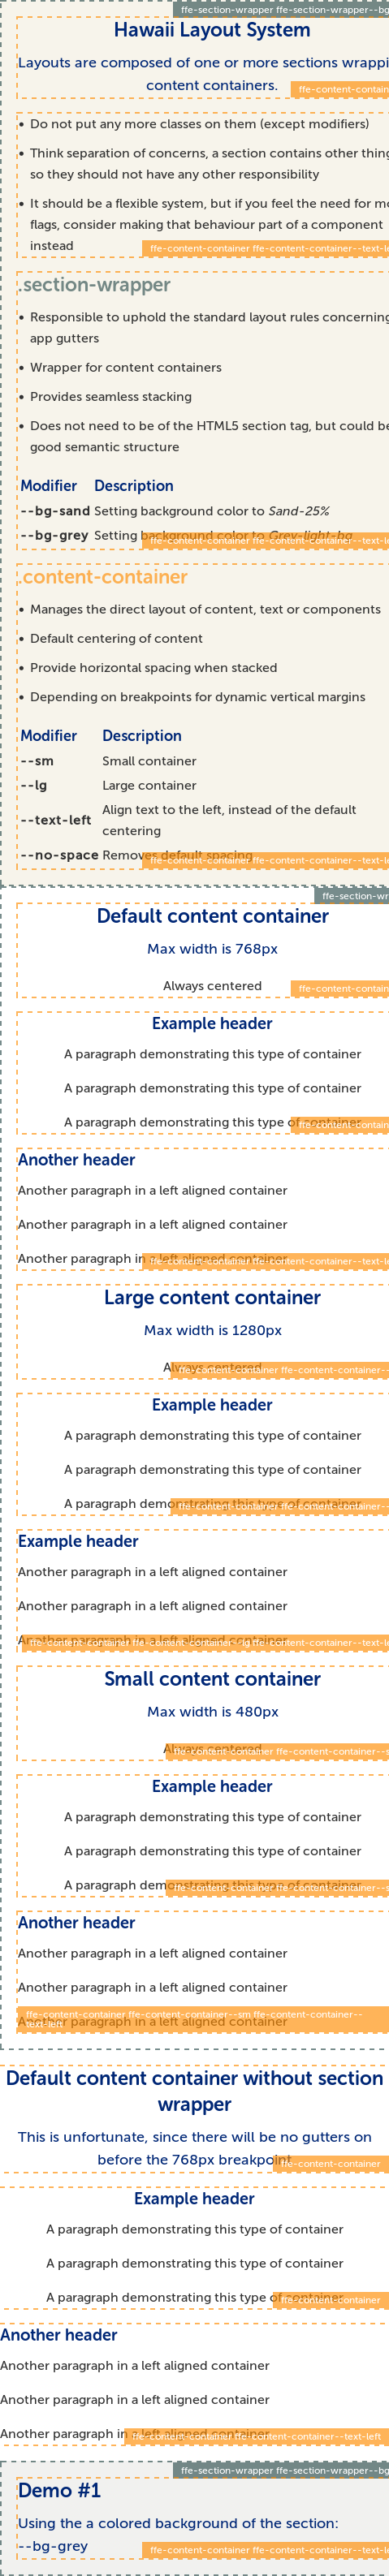 ffe-section-wrapper ffe-section-wrapper--bg
Hawaii Layout System
Layouts are composed of one or more sections wrappi
content containers.
ffe-content-contain
• Do not put any more classes on them (except modifiers)
• Think separation of concerns, a section contains other thing
so they should not have any other responsibility
• It should be a flexible system, but if you feel the need for mo
flags, consider making that behaviour part of a component
instead
ffe-content-container ffe-content-container--text-le
.section-wrapper
• Responsible to uphold the standard layout rules concerning
app gutters
• Wrapper for content containers
• Provides seamless stacking
• Does not need to be of the HTML5 section tag, but could be
good semantic structure
Modifier Description
--bg-sand Setting background color to Sand-25%
--bg-grey Setting background color to Grey-light-bg
ffe-content-container ffe-content-container--text-le
.content-container
• Manages the direct layout of content, text or components
• Default centering of content
• Provide horizontal spacing when stacked
• Depending on breakpoints for dynamic vertical margins
Modifier Description
--sm Small container
--lg Large container
--text-left Align text to the left, instead of the default
centering
--no-space Removes default spacing
ffe-content-container ffe-content-container--text-le
ffe-section-wr
Default content container
Max width is 768px
Always centered
ffe-content-contain
Example header
A paragraph demonstrating this type of container
A paragraph demonstrating this type of container
A paragraph demonstrating this type of container
ffe-content-contain
Another header
Another paragraph in a left aligned container
Another paragraph in a left aligned container
Another paragraph in a left aligned container
ffe-content-container ffe-content-container--text-le
Large content container
Max width is 1280px
Always centered
ffe-content-container ffe-content-container--
Example header
A paragraph demonstrating this type of container
A paragraph demonstrating this type of container
A paragraph demonstrating this type of container
ffe-content-container ffe-content-container--
Example header
Another paragraph in a left aligned container
Another paragraph in a left aligned container
Another paragraph in a left aligned container
ffe-content-container ffe-content-container--lg ffe-content-container--text-le
Small content container
Max width is 480px
Always centered
ffe-content-container ffe-content-container--s
Example header
A paragraph demonstrating this type of container
A paragraph demonstrating this type of container
A paragraph demonstrating this type of container
ffe-content-container ffe-content-container--s
Another header
Another paragraph in a left aligned container
Another paragraph in a left aligned container
Another paragraph in a left aligned container
ffe-content-container ffe-content-container--sm ffe-content-container--
text-left
Default content container without section
wrapper
This is unfortunate, since there will be no gutters on
before the 768px breakpoint
ffe-content-container
Example header
A paragraph demonstrating this type of container
A paragraph demonstrating this type of container
A paragraph demonstrating this type of container
ffe-content-container
Another header
Another paragraph in a left aligned container
Another paragraph in a left aligned container
Another paragraph in a left aligned container
ffe-content-container ffe-content-container--text-left
ffe-section-wrapper ffe-section-wrapper--bg
Demo #1
Using the a colored background of the section:
--bg-grey
ffe-content-container ffe-content-container--text-le